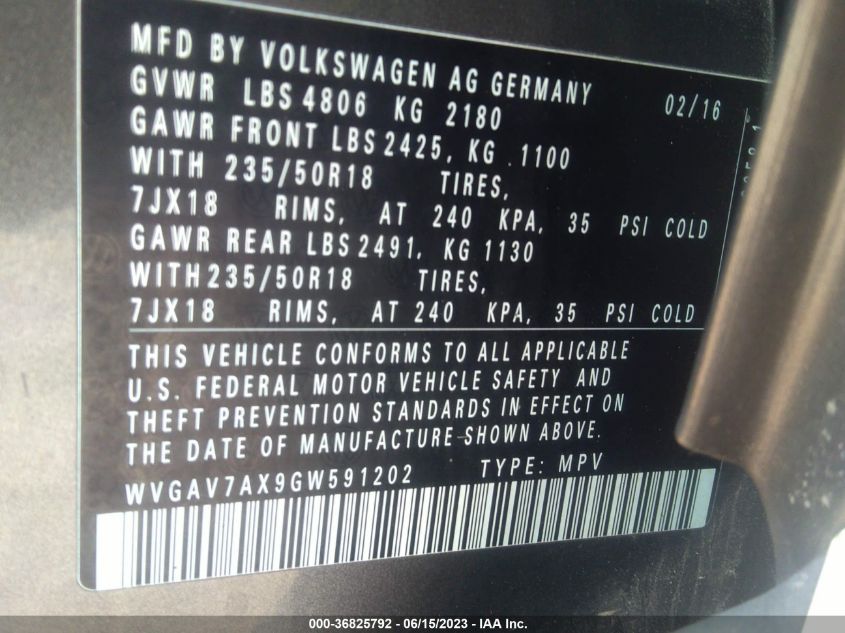 MFD BY VOLKSWAGEN AG GERMANY 02/16
GVWR LBS 4806 KG 2180
GAWR FRONT LBS 2425, KG .1100
WITH 235/50R18 TIRES,
7JX18 RIMS, AT 240 KPA, 35 PSI COLD
GAWR REAR LBS 2491, KG 1130
WITH 235/50R18 TIRES,
7JX18 RIMS, AT 240 KPA, 35 PSI COLD
THIS VEHICLE CONFORMS TO ALL APPLICABLE
U.S. FEDERAL MOTOR VEHICLE SAFETY AND
THEFT PREVENTION STANDARDS IN EFFECT ON
THE DATE OF MANUFACTURE SHOWN ABOVE.
WVGAV7AX9GW591202 TYPE: MPV
000-36825792 - 06/15/2023 - IAA Inc.